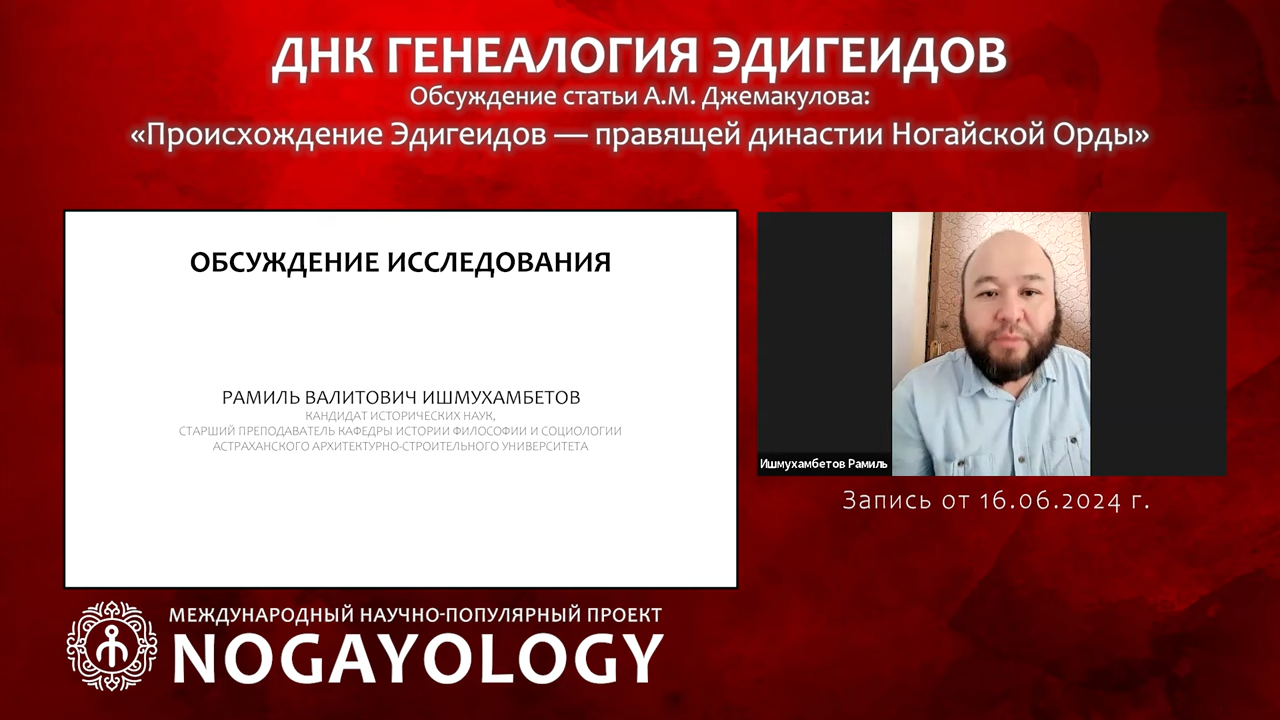 ДНК ГЕНЕАЛОГИЯ ЭДИГЕИДОВ
Обсуждение статьи А.М. Джемакулова:
«Происхождение Эдигеидов — правящей династии Ногайской Орды»
ОБСУЖДЕНИЕ ИССЛЕДОВАНИЯ
РАМИЛЬ ВАЛИТОВИЧ ИШМУХАМБЕТОВ
КАНДИДАТ ИСТОРИЧЕСКИХ НАУК,
СТАРШИЙ ПРЕПОДАВАТЕЛЬ КАФЕДРЫ ИСТОРИИ ФИЛОСОФИИ И СОЦИОЛОГИИ
АСТРАХАНСКОГО АРХИТЕКТУРНО-СТРОИТЕЛЬНОГО УНИВЕРСИТЕТА
Ишмухамбетов Рамиль
Запись от 16.06.2024 г.
МЕЖДУНАРОДНЫЙ НАУЧНО-ПОПУЛЯРНЫЙ ПРОЕКТ
NOGAYOLOGY